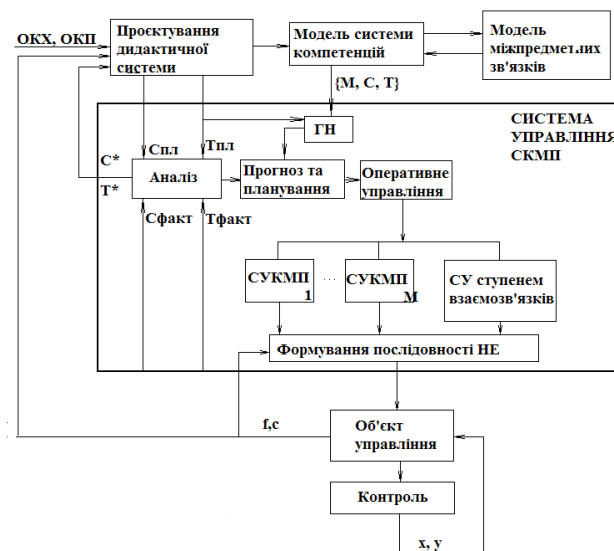 ОКХ, ОКП
Проєктування
дидактичної
системи
Модель системи
компетенцій
Модель
міжпредметних
зв'язків
{М, С, Т}
СИСТЕМА
УПРАВЛІННЯ
СКМП
ГН
Спл
Тпл
С*
Т*
Аналіз
Прогноз та
планування
Оперативне
управління
Сфакт
Тфакт
СУКМП
1
...
СУКМП
М
СУ ступенем
взаємозв'язків
Формування послідовності НЕ
f,c
Об'єкт
управління
Контроль
x, y